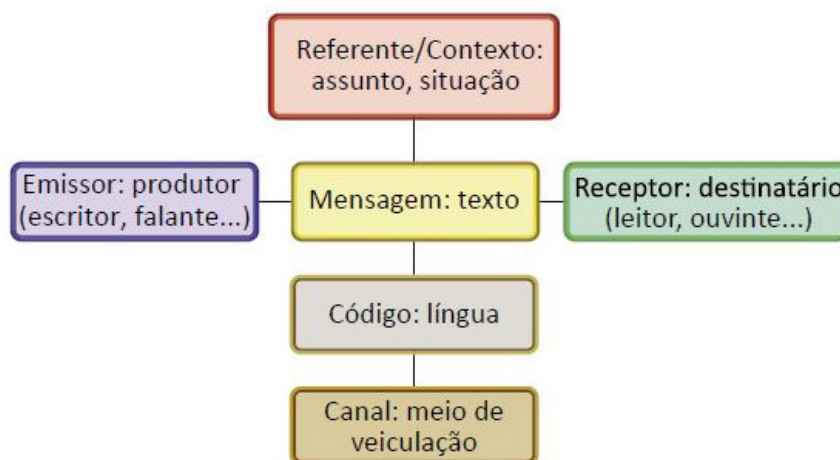 Referente/Contexto:
assunto, situação
Emissor: produtor
(escritor, falante...)
Mensagem: texto
Receptor: destinatário
(leitor, ouvinte...)
Código: língua
Canal: meio de
veiculação